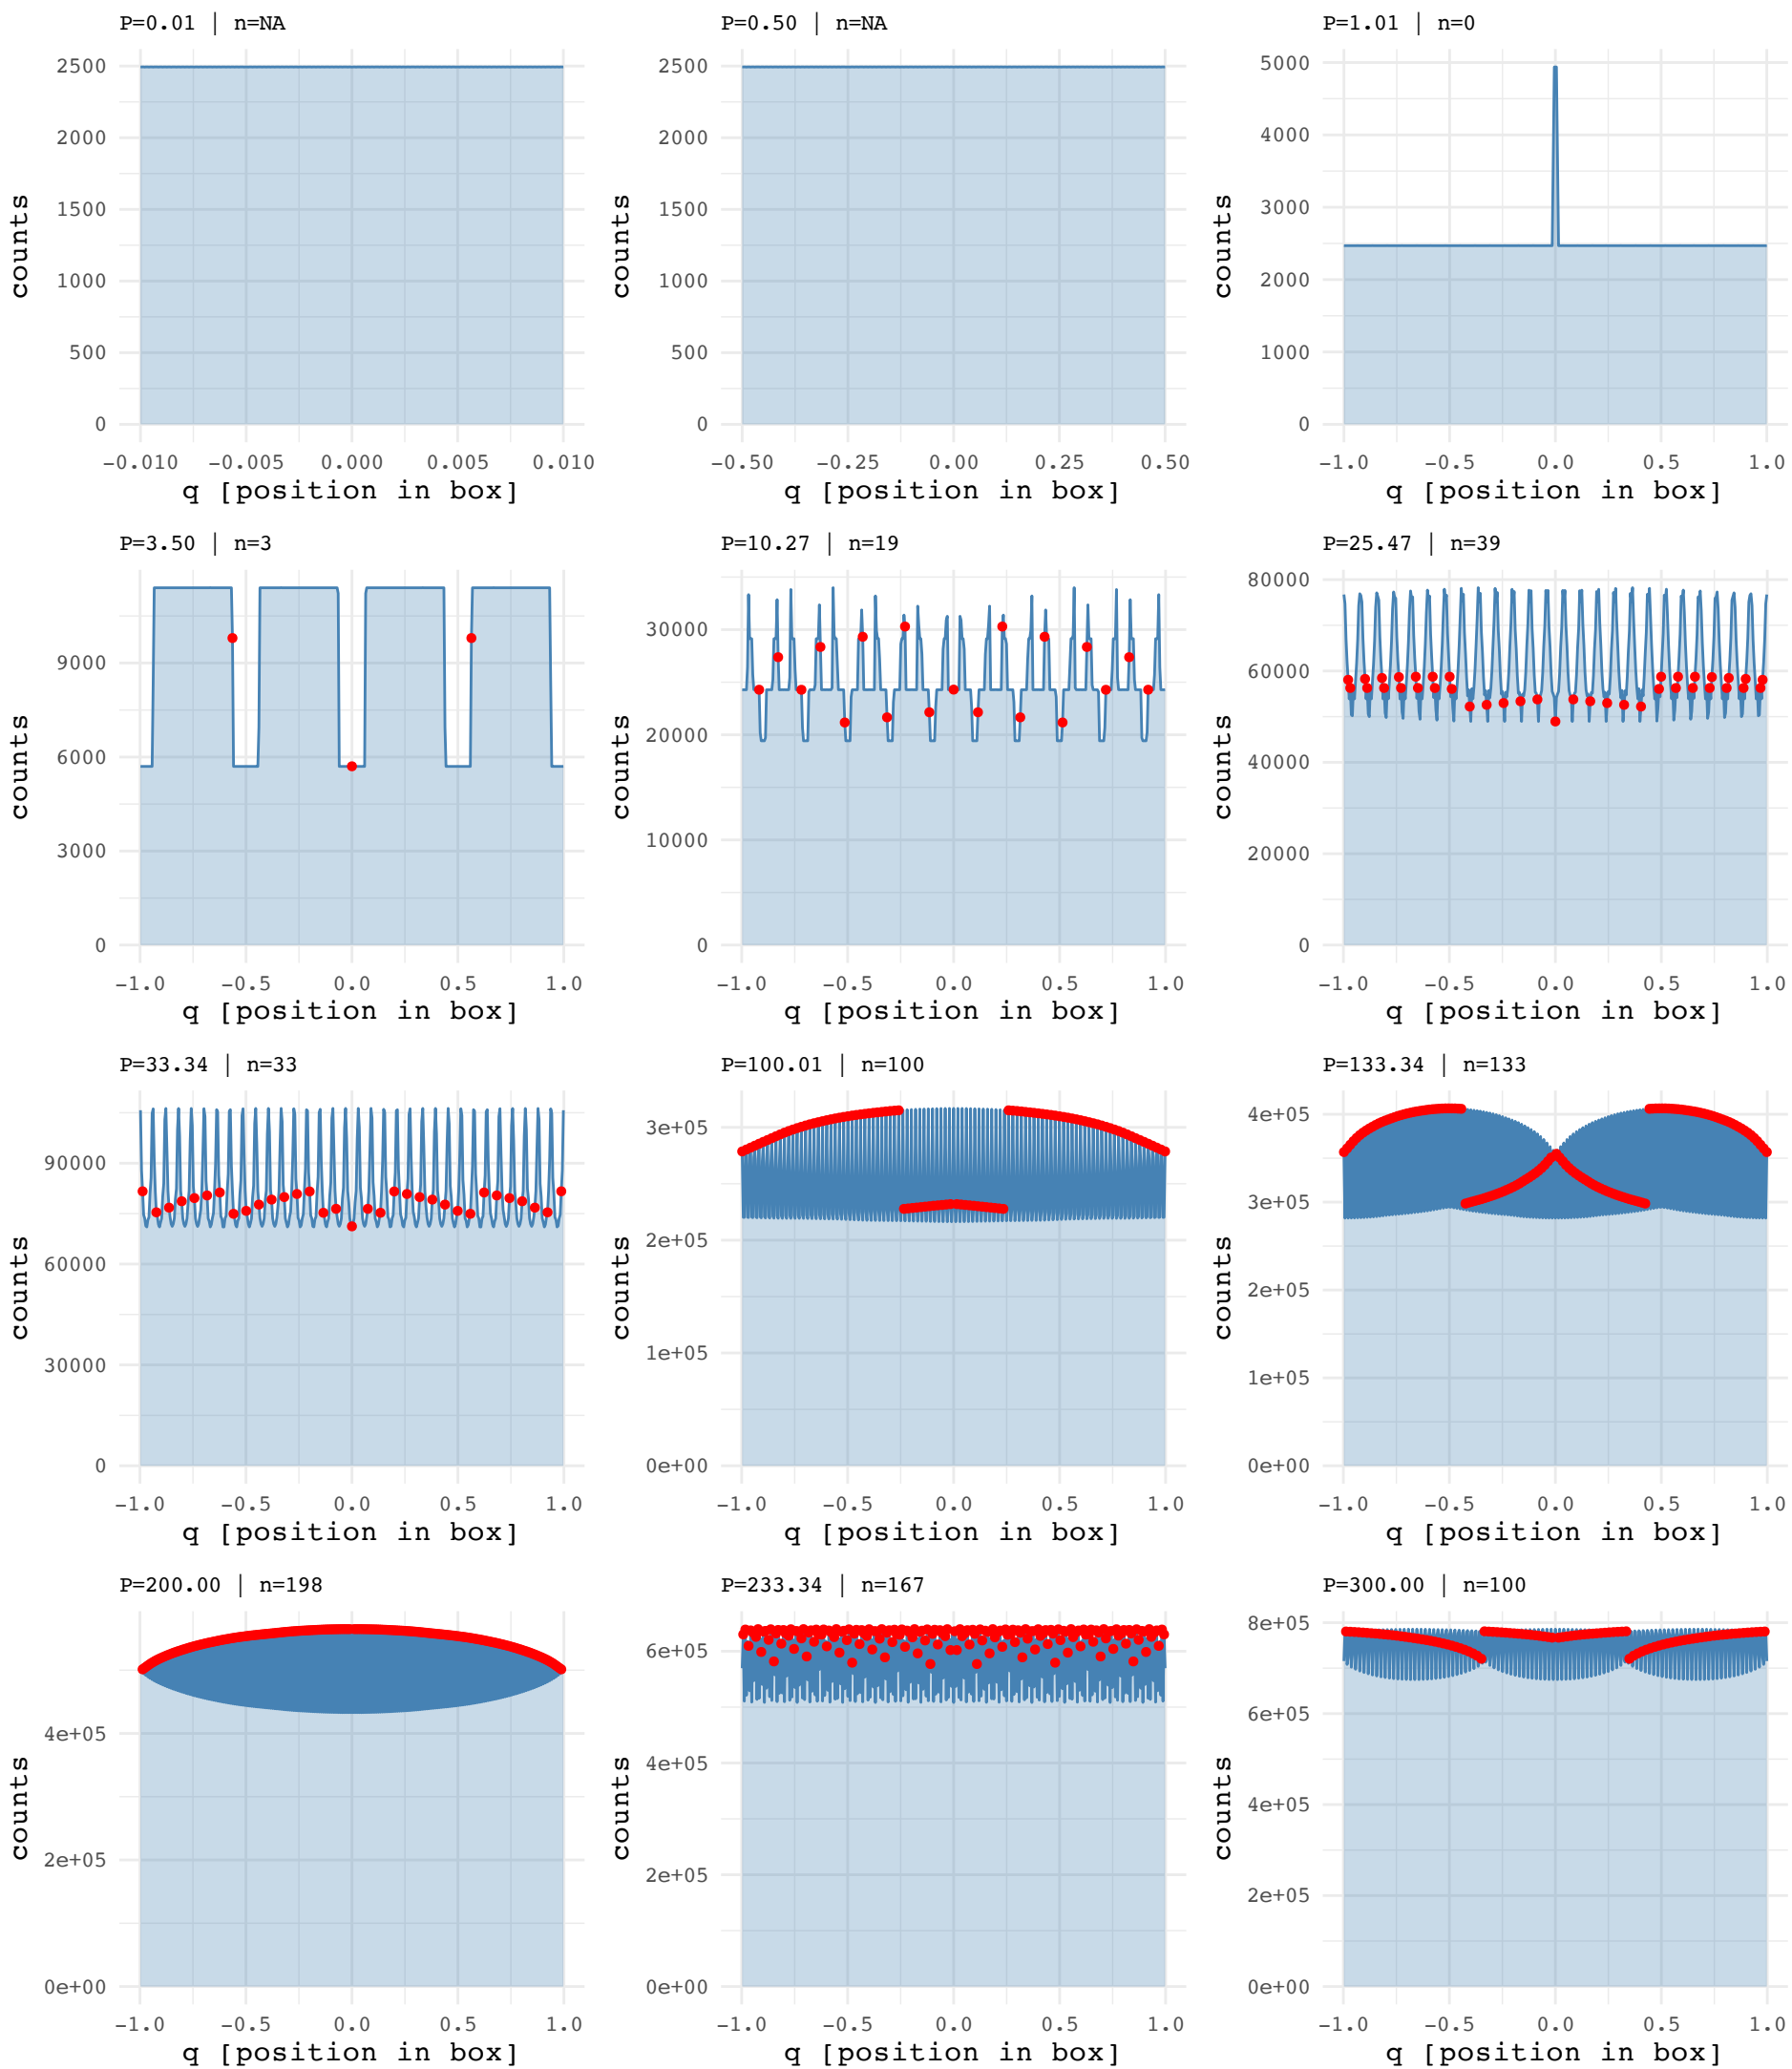 P=0.01 | n=NA
2500
2000
1500
1000
500
0
counts
-0.010 -0.005 0.000 0.005 0.010
q [position in box]
P=0.50 | n=NA
2500
2000
1500
1000
500
0
counts
-0.50 -0.25 0.00 0.25 0.50
q [position in box]
P=1.01 | n=0
5000
4000
3000
2000
1000
0
counts
-1.0 -0.5 0.0 0.5 1.0
q [position in box]
P=3.50 | n=3
9000
6000
3000
0
counts
-1.0 -0.5 0.0 0.5 1.0
q [position in box]
P=10.27 | n=19
30000
20000
10000
0
counts
-1.0 -0.5 0.0 0.5 1.0
q [position in box]
P=25.47 | n=39
80000
60000
40000
20000
0
counts
-1.0 -0.5 0.0 0.5 1.0
q [position in box]
P=33.34 | n=33
90000
60000
30000
0
counts
-1.0 -0.5 0.0 0.5 1.0
q [position in box]
P=100.01 | n=100
3e+05
2e+05
1e+05
0e+00
counts
-1.0 -0.5 0.0 0.5 1.0
q [position in box]
P=133.34 | n=133
4e+05
3e+05
2e+05
1e+05
0e+00
counts
-1.0 -0.5 0.0 0.5 1.0
q [position in box]
P=200.00 | n=198
4e+05
2e+05
0e+00
counts
-1.0 -0.5 0.0 0.5 1.0
q [position in box]
P=233.34 | n=167
6e+05
4e+05
2e+05
0e+00
counts
-1.0 -0.5 0.0 0.5 1.0
q [position in box]
P=300.00 | n=100
8e+05
6e+05
4e+05
2e+05
0e+00
counts
-1.0 -0.5 0.0 0.5 1.0
q [position in box]